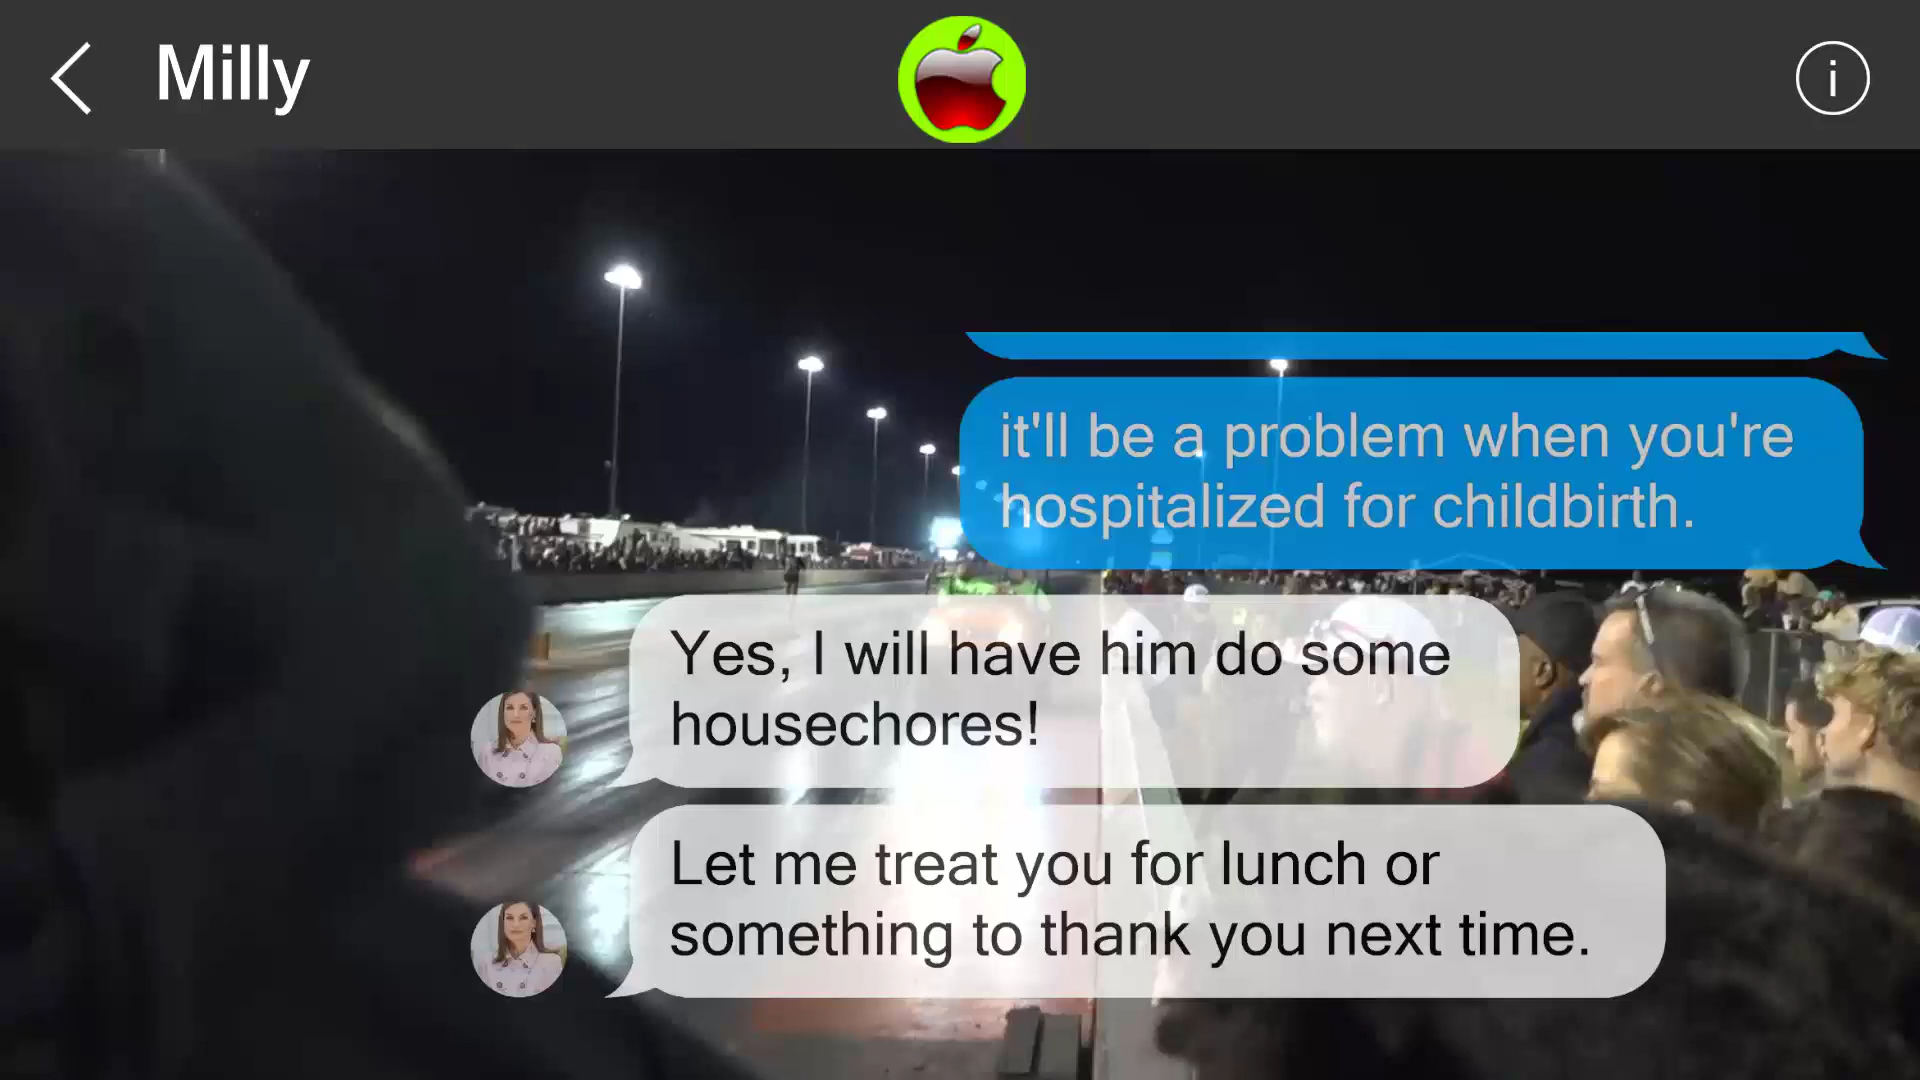 Milly
i
it'll be a problem when you're
hospitalized for childbirth.
Yes, I will have him do some
housechores!
Let me treat you for lunch or
something to thank you next time.